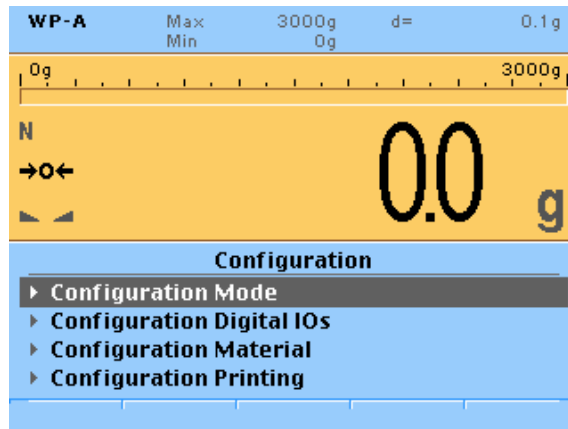 WP-A Max 3000g d= 0.1g
Min 0g
0g 3000g
N
→0←
0.0 g
Configuration
Configuration Mode
Configuration Digital IOs
Configuration Material
Configuration Printing